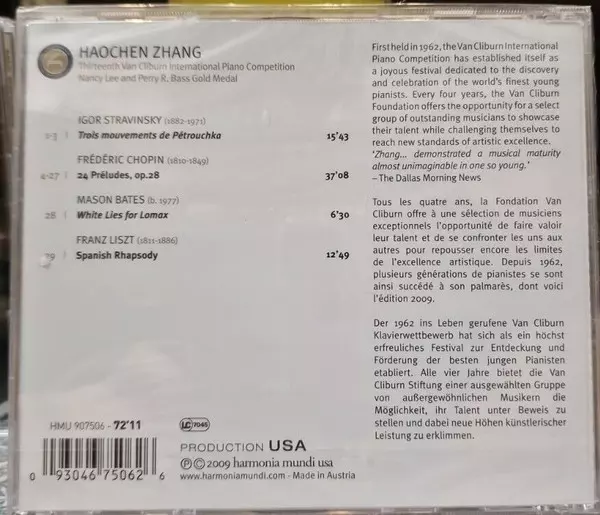 HAOCHEN ZHANG
Thirteenth Van Cliburn International Piano Competition
Nancy Lee and Perry R. Bass Gold Medal
IGOR STRAVINSKY (1882-1971)
1-3 Trois mouvements de Pétrouchka 15'43
FRÉDÉRIC CHOPIN (1810-1849)
4-27 24 Préludes, op.28 37'08
MASON BATES (b. 1977)
28 White Lies for Lomax 6'30
FRANZ LISZT (1811-1886)
29 Spanish Rhapsody 12'49
HMU 907506 - 72'11
LC 7045
PRODUCTION USA
Ⓟ © 2009 harmonia mundi usa
www.harmoniamundi.com - Made in Austria
0 93046 75062 6
First held in 1962, the Van Cliburn International
Piano Competition has established itself as
a joyous festival dedicated to the discovery
and celebration of the world's finest young
pianists. Every four years, the Van Cliburn
Foundation offers the opportunity for a select
group of outstanding musicians to showcase
their talent while challenging themselves to
reach new standards of artistic excellence.
'Zhang... demonstrated a musical maturity
almost unimaginable in one so young.'
– The Dallas Morning News
Tous les quatre ans, la Fondation Van
Cliburn offre à une sélection de musiciens
exceptionnels l'opportunité de faire valoir
leur talent et de se confronter les uns aux
autres pour repousser encore les limites
de l'excellence artistique. Depuis 1962,
plusieurs générations de pianistes se sont
ainsi succédé à son palmarès, dont voici
l'édition 2009.
Der 1962 ins Leben gerufene Van Cliburn
Klavierwettbewerb hat sich als ein höchst
erfreuliches Festival zur Entdeckung und
Förderung der besten jungen Pianisten
etabliert. Alle vier Jahre bietet die Van
Cliburn Stiftung einer ausgewählten Gruppe
von außergewöhnlichen Musikern die
Möglichkeit, ihr Talent unter Beweis zu
stellen und dabei neue Höhen künstlerischer
Leistung zu erklimmen.